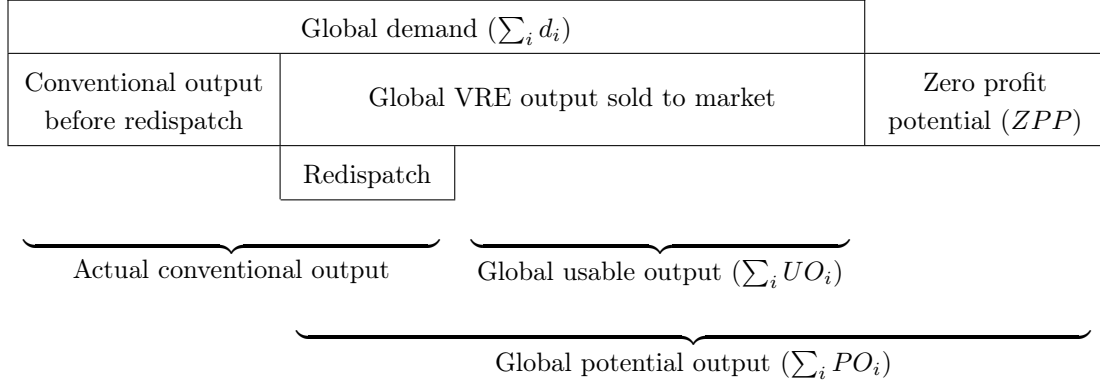 Global demand (∑_i d_i)
Conventional output
before redispatch
Global VRE output sold to market
Zero profit
potential (ZPP)
Redispatch
Actual conventional output
Global usable output (∑_i UO_i)
Global potential output (∑_i PO_i)